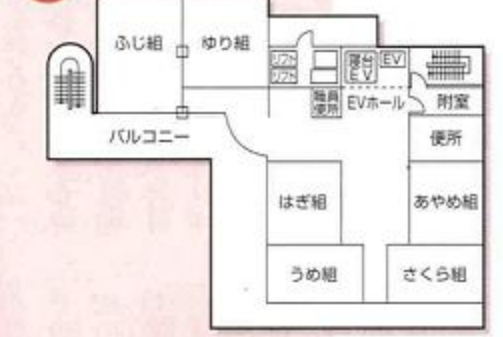 ふじ組
ゆり組
リフト
リフト
寝台
EV
EV
職員
便所
EVホール
附室
バルコニー
便所
はぎ組
あやめ組
うめ組
さくら組